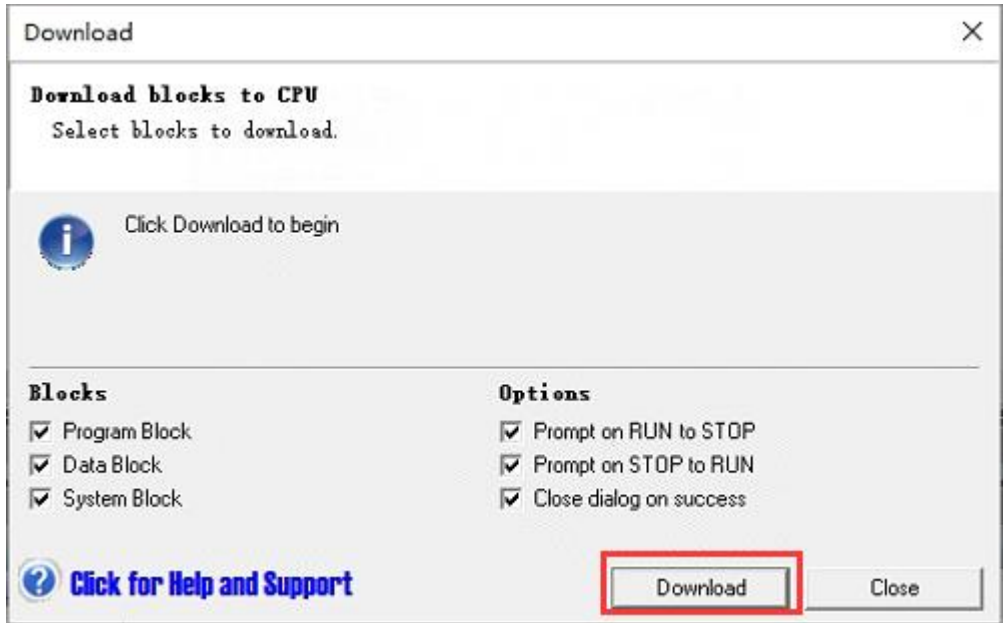 Download
Download blocks to CPU
Select blocks to download.
Click Download to begin
Blocks
Program Block
Data Block
System Block
Options
Prompt on RUN to STOP
Prompt on STOP to RUN
Close dialog on success
Click for Help and Support
Download
Close